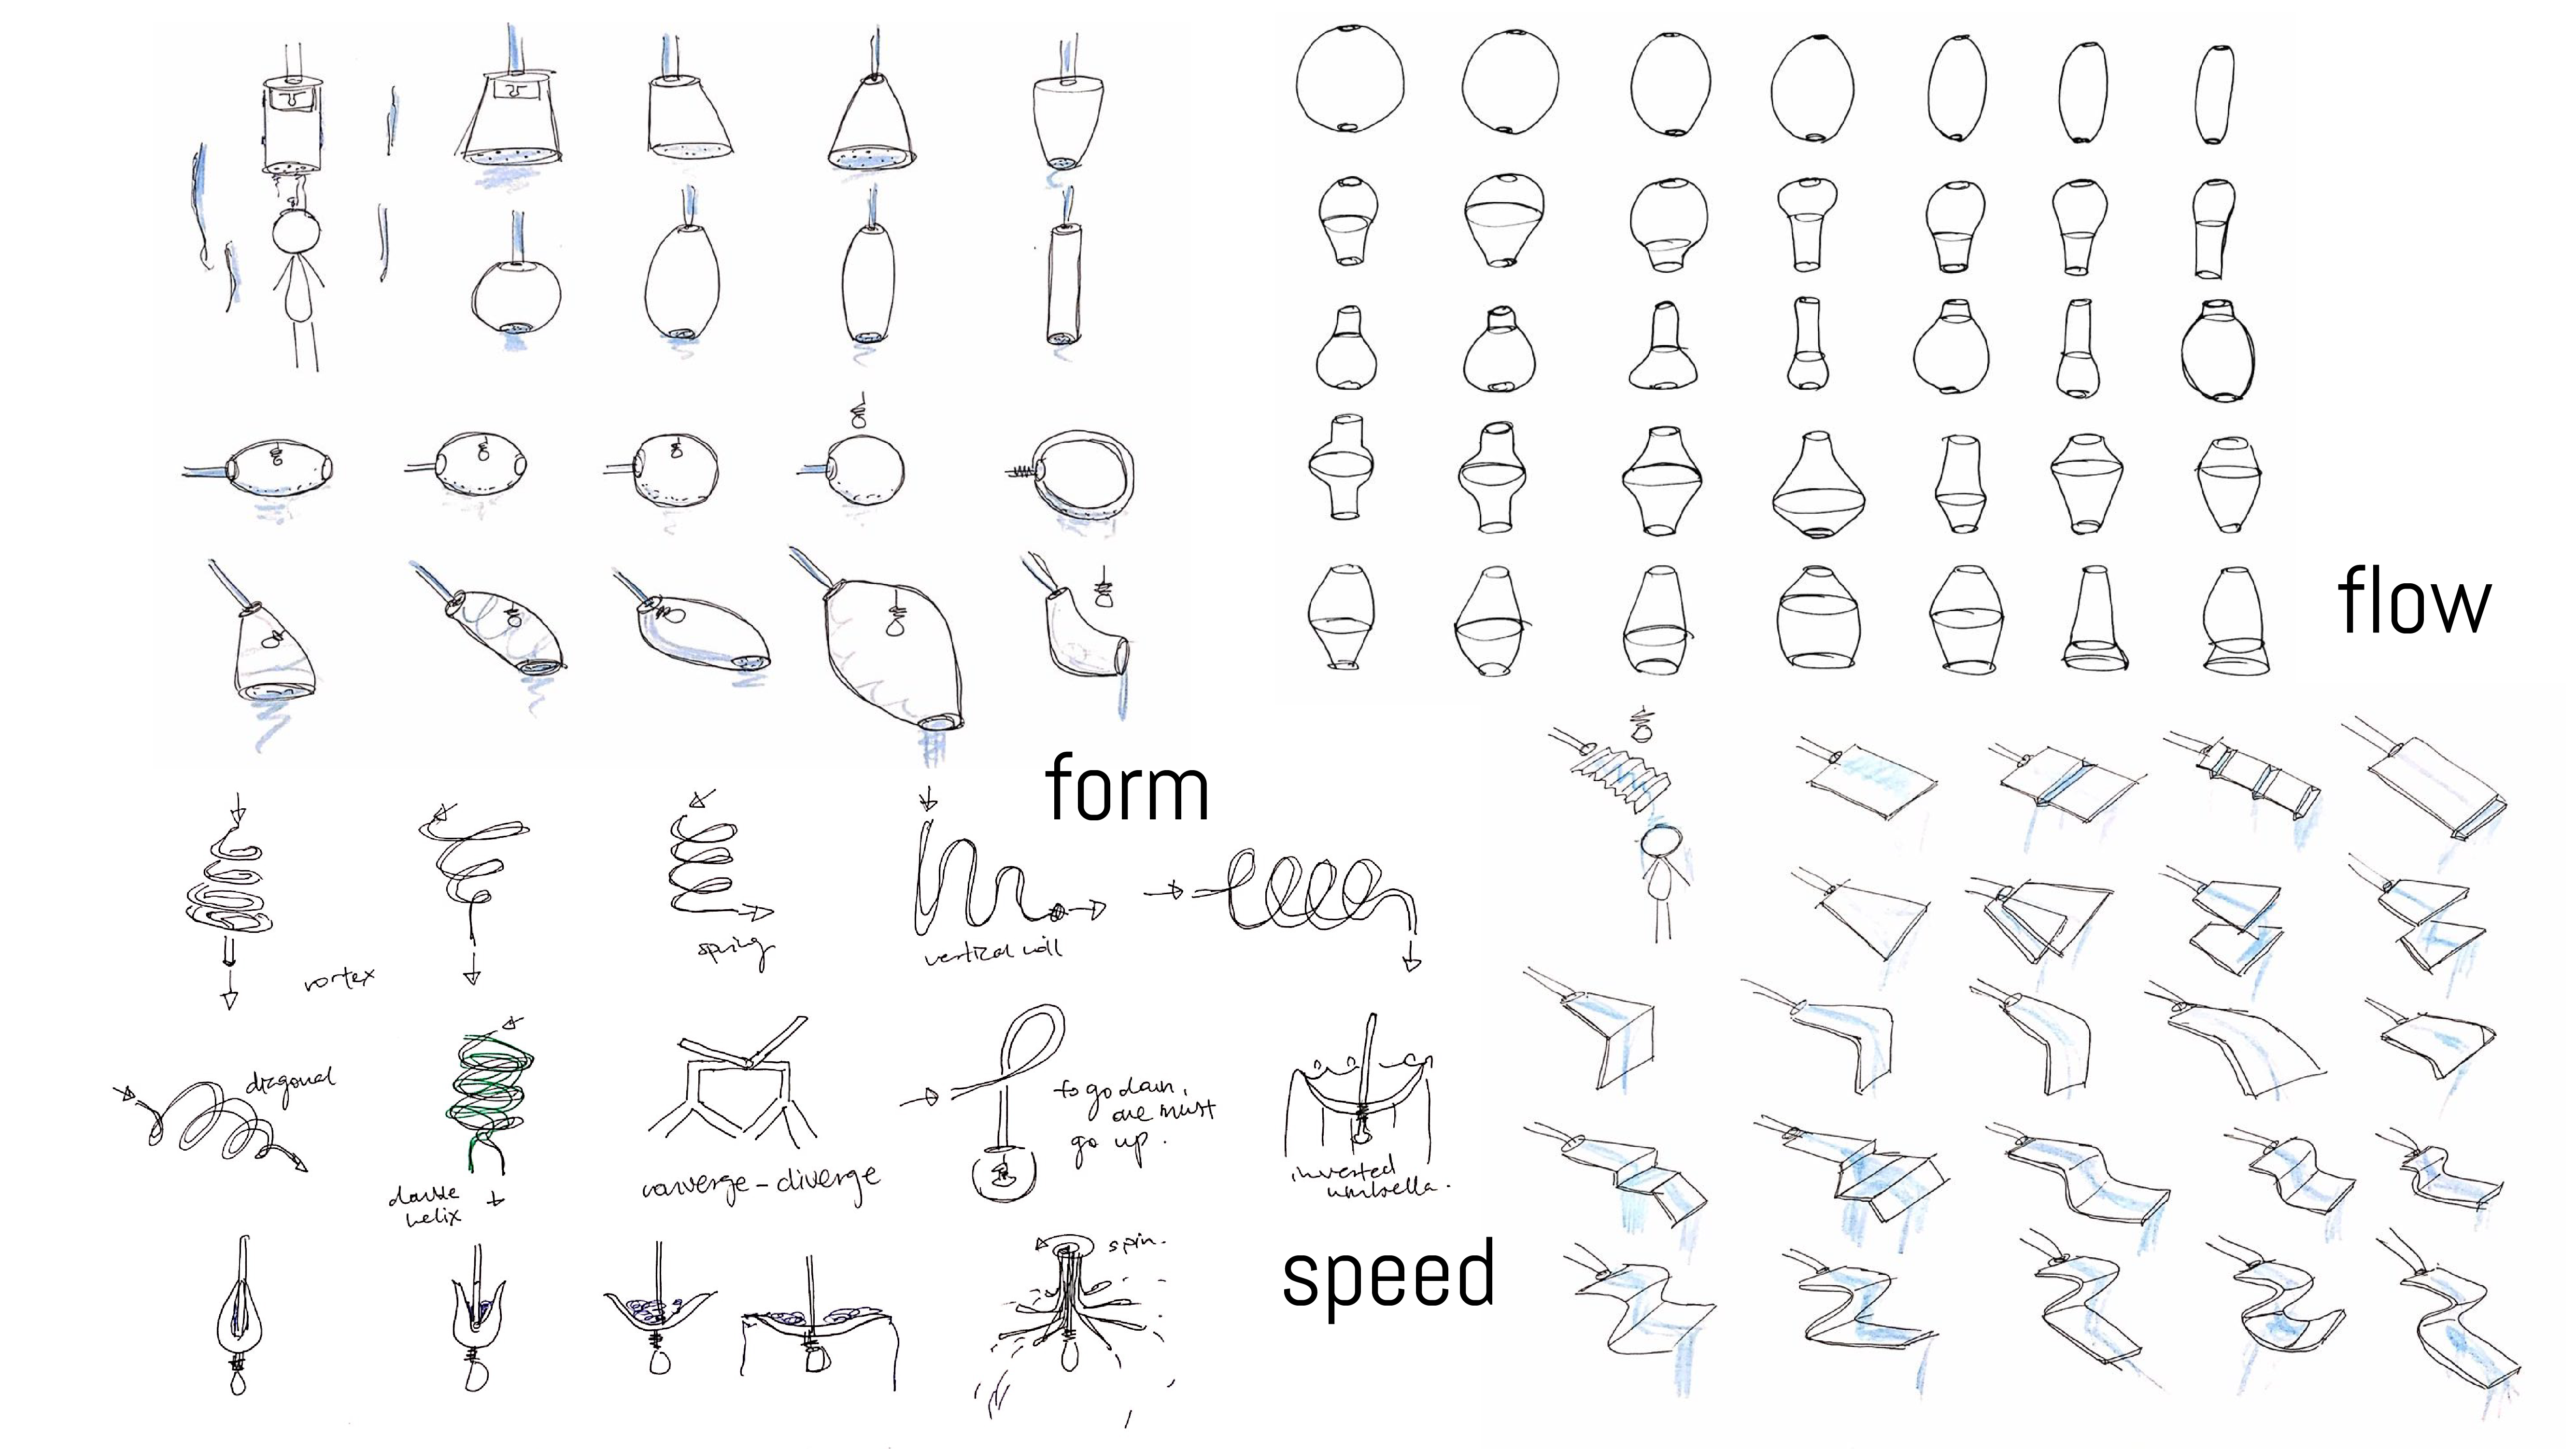 flow
form
vortex
spring
vertical coil
diagonal
double
helix
converge - diverge
to go down,
one must
go up.
inverted
umbrella.
speed
spin.